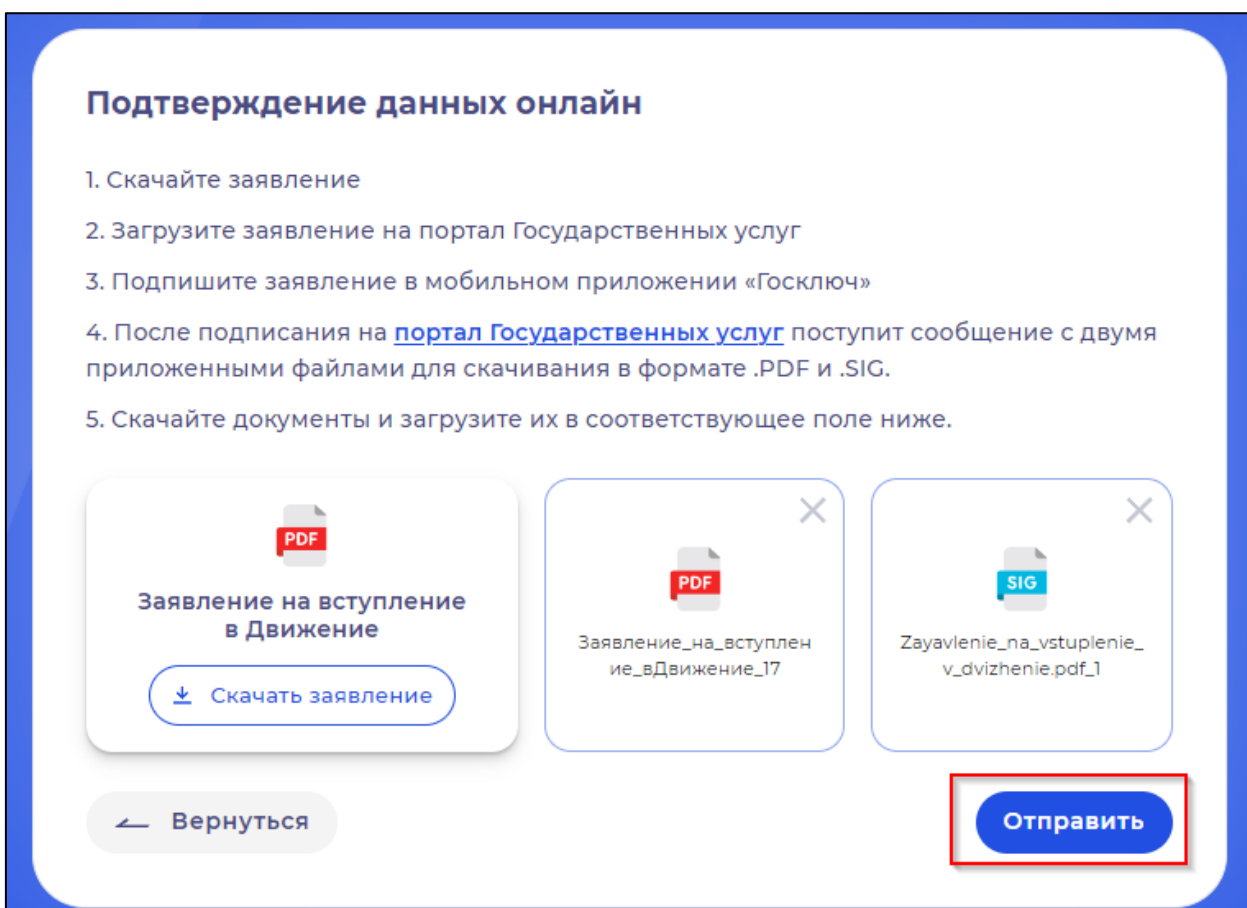 Подтверждение данных онлайн
1. Скачайте заявление
2. Загрузите заявление на портал Государственных услуг
3. Подпишите заявление в мобильном приложении «Госключ»
4. После подписания на портал Государственных услуг поступит сообщение с двумя
приложенными файлами для скачивания в формате .PDF и .SIG.
5. Скачайте документы и загрузите их в соответствующее поле ниже.
PDF
Заявление на вступление
в Движение
Скачать заявление
PDF
Заявление_на_вступлен
ие_вДвижение_17
SIG
Zayavlenie_na_vstuplenie_
v_dvizhenie.pdf_1
Вернуться
Отправить